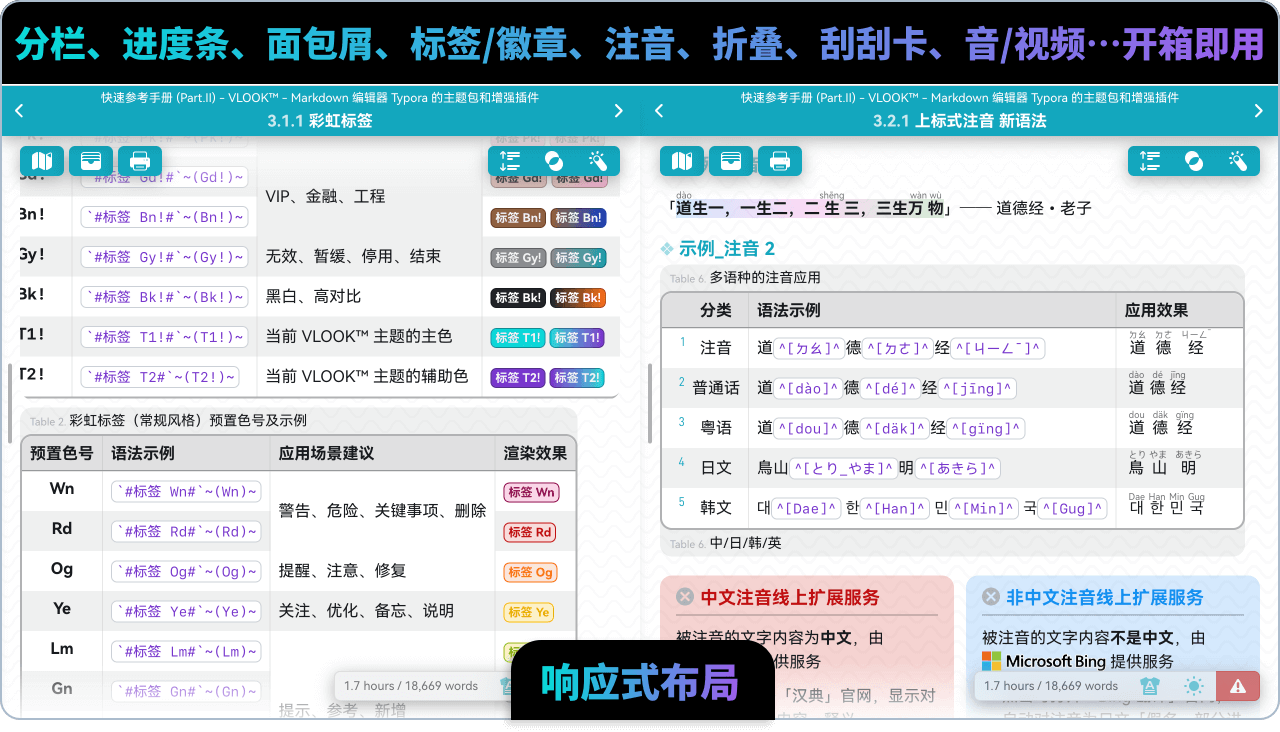 分栏、进度条、面包屑、标签/徽章、注音、折叠、刮刮卡、音/视频…开箱即用
快速参考手册 (Part.II) - VLOOK™ - Markdown 编辑器 Typora 的主题包和增强插件
3.1.1 彩虹标签
`#标签 Gd!#`~(Gd!)~
VIP、金融、工程
标签 Gd! 标签 Gd!
Bn! `#标签 Bn!#`~(Bn!)~ 标签 Bn! 标签 Bn!
Gy! `#标签 Gy!#`~(Gy!)~ 无效、暂缓、停用、结束 标签 Gy! 标签 Gy!
Bk! `#标签 Bk!#`~(Bk!)~ 黑白、高对比 标签 Bk! 标签 Bk!
T1! `#标签 T1!#`~(T1!)~ 当前 VLOOK™ 主题的主色 标签 T1! 标签 T1!
T2! `#标签 T2#`~(T2!)~ 当前 VLOOK™ 主题的辅助色 标签 T2! 标签 T2!
Table 2. 彩虹标签（常规风格）预置色号及示例
预置色号 语法示例 应用场景建议 渲染效果
Wn `#标签 Wn#`~(Wn)~ 标签 Wn
警告、危险、关键事项、删除
Rd `#标签 Rd#`~(Rd)~ 标签 Rd
Og `#标签 Og#`~(Og)~ 提醒、注意、修复 标签 Og
Ye `#标签 Ye#`~(Ye)~ 关注、优化、备忘、说明 标签 Ye
Lm `#标签 Lm#`~(Lm)~
Gn `#标签 Gn#`~(Gn)~
提示、参考、新增
1.7 hours / 18,669 words
快速参考手册 (Part.II) - VLOOK™ - Markdown 编辑器 Typora 的主题包和增强插件
3.2.1 上标式注音 新语法
dào shēng wàn wù
「道生一，一生二，二 生 三，三生万 物」—— 道德经・老子
示例_注音 2
Table 6. 多语种的注音应用
分类 语法示例 应用效果
ㄉㄠ ㄉㄜ ㄐㄧㄥˉ
1 注音 道^[ㄉㄠ]^德^[ㄉㄜ]^经^[ㄐㄧㄥˉ]^ 道 德 经
dào dé jīng
2 普通话 道^[dào]^德^[dé]^经^[jīng]^ 道 德 经
dou däk gïng
3 粤语 道^[dou]^德^[däk]^经^[gïng]^ 道 德 经
とり やま あきら
4 日文 鳥山^[とり_やま]^明^[あきら]^ 鳥 山 明
Dae Han Min Gug
5 韩文 대^[Dae]^ 한^[Han]^ 민^[Min]^ 국^[Gug]^ 대 한 민 국
Table 6. 中/日/韩/英
中文注音线上扩展服务
被注音的文字内容为中文，由
供服务
「汉典」官网，显示对
非中文注音线上扩展服务
被注音的文字内容不是中文，由
Microsoft Bing 提供服务
1.7 hours / 18,669 words
响应式布局